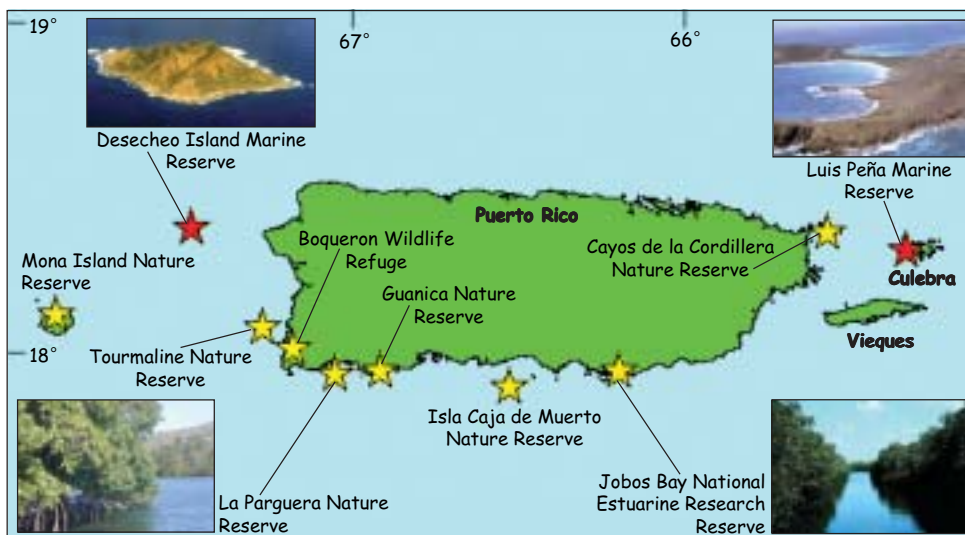 19°
67°
66°
Desecheo Island Marine
Reserve
Luis Peña Marine
Reserve
Puerto Rico
Boqueron Wildlife
Refuge
Cayos de la Cordillera
Nature Reserve
Mona Island Nature
Reserve
Culebra
Guanica Nature
Reserve
Vieques
18°
Tourmaline Nature
Reserve
Isla Caja de Muerto
Nature Reserve
La Parguera Nature
Reserve
Jobos Bay National
Estuarine Research
Reserve